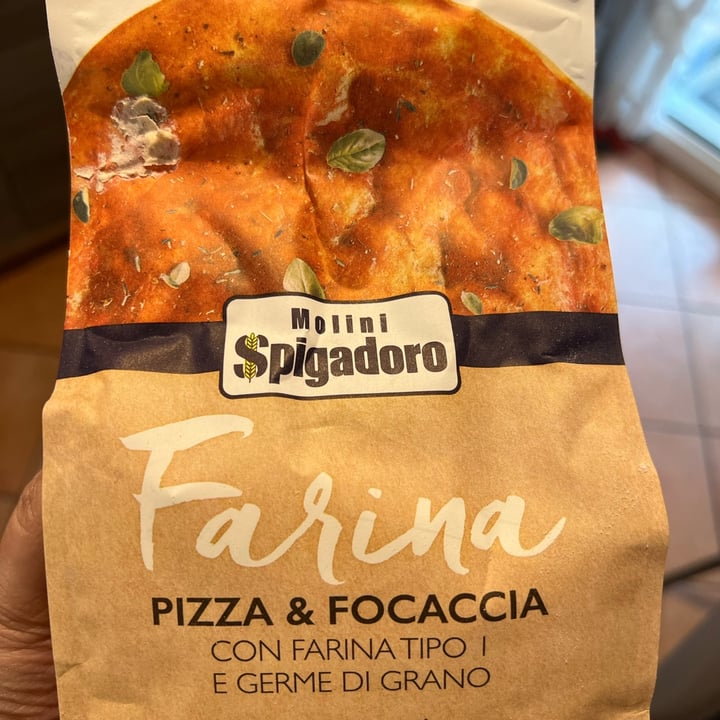 Molini
Spigadoro
Farina
PIZZA & FOCACCIA
CON FARINA TIPO 1
E GERME DI GRANO